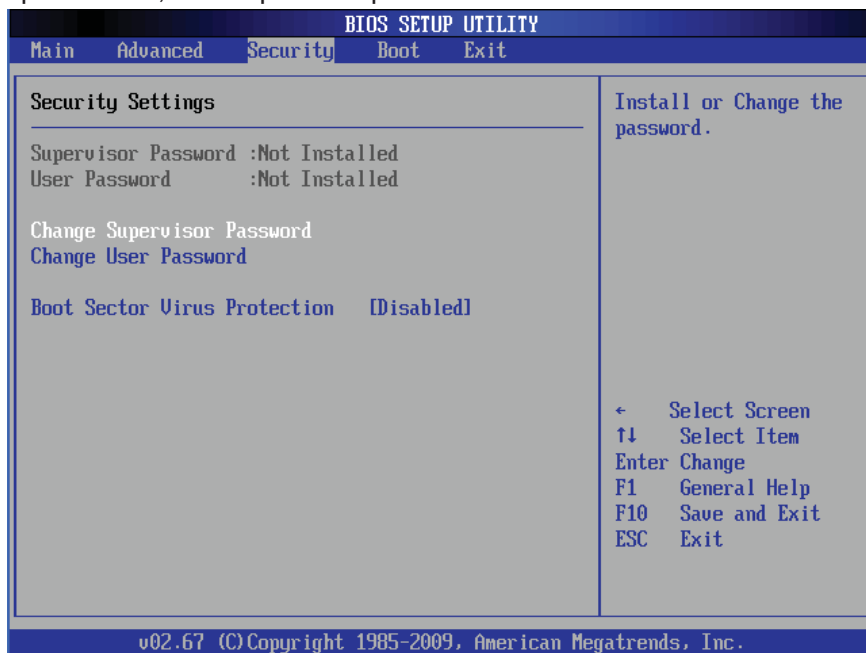 BIOS SETUP UTILITY
Main Advanced Security Boot Exit
Security Settings
Supervisor Password :Not Installed
User Password :Not Installed
Change Supervisor Password
Change User Password
Boot Sector Virus Protection [Disabled]
Install or Change the
password.
← Select Screen
↑↓ Select Item
Enter Change
F1 General Help
F10 Save and Exit
ESC Exit
v02.67 (C)Copyright 1985-2009, American Megatrends, Inc.